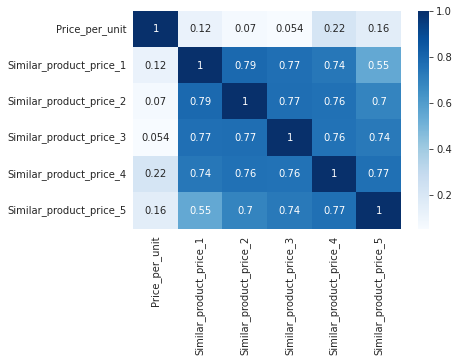 Price_per_unit 1 0.12 0.07 0.054 0.22 0.16
Similar_product_price_1 0.12 1 0.79 0.77 0.74 0.55
Similar_product_price_2 0.07 0.79 1 0.77 0.76 0.7
Similar_product_price_3 0.054 0.77 0.77 1 0.76 0.74
Similar_product_price_4 0.22 0.74 0.76 0.76 1 0.77
Similar_product_price_5 0.16 0.55 0.7 0.74 0.77 1
Price_per_unit
Similar_product_price_1
Similar_product_price_2
Similar_product_price_3
Similar_product_price_4
Similar_product_price_5
1.0
0.8
0.6
0.4
0.2